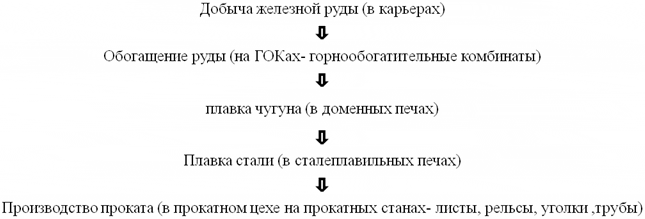 Добыча железной руды (в карьерах)
Обогащение руды (на ГОКах- горнообогатительные комбинаты)
плавка чугуна (в доменных печах)
Плавка стали (в сталеплавильных печах)
Производство проката (в прокатном цехе на прокатных станах- листы, рельсы, уголки ,трубы)